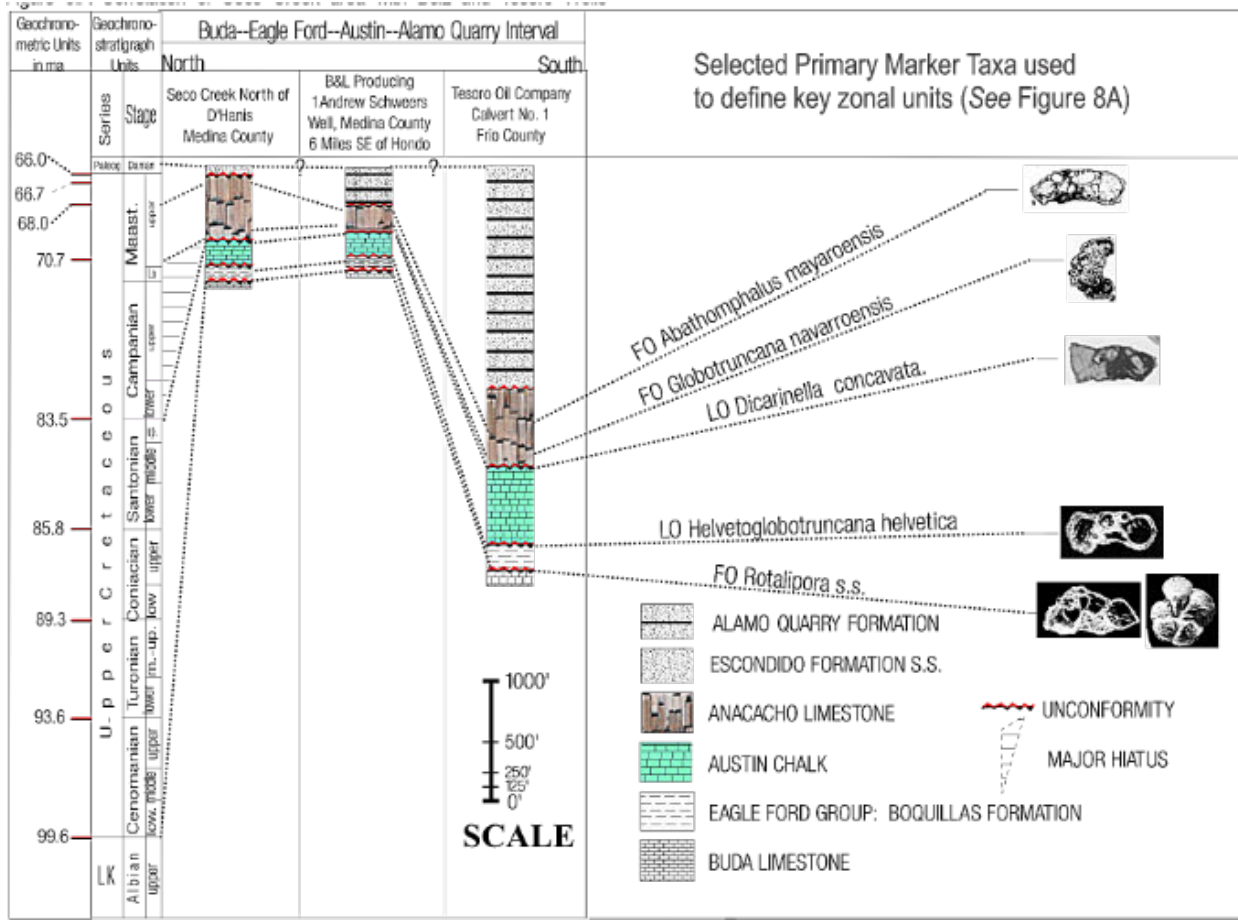 Geochrono-
metric Units
in ma
Geochrono-
stratigraph
Units
Series
Stage
Buda--Eagle Ford--Austin--Alamo Quarry Interval
North
South
Seco Creek North of
D'Hanis
Medina County
B&L Producing
1Andrew Schweers
Well, Medina County
6 Miles SE of Hondo
Tesoro Oil Company
Calvert No. 1
Frio County
Selected Primary Marker Taxa used
to define key zonal units (See Figure 8A)
66.0
66.7
68.0
70.7
83.5
85.8
89.3
93.6
99.6
Paleog
Danian
Upper Cretaceous
LK
Maast.
upper
Lo
Campanian
upper
lower
Santonian
middle
lower
Coniacian
upper
low
Turonian
m.-up.
lower
Cenomanian
upper
middle
low.
Albian
upper
?
?
FO Abathomphalus mayaroensis
FO Globotruncana navarroensis
LO Dicarinella concavata.
LO Helvetoglobotruncana helvetica
FO Rotalipora s.s.
1000'
500'
250'
125'
0'
SCALE
ALAMO QUARRY FORMATION
ESCONDIDO FORMATION S.S.
ANACACHO LIMESTONE
AUSTIN CHALK
EAGLE FORD GROUP: BOQUILLAS FORMATION
BUDA LIMESTONE
UNCONFORMITY
MAJOR HIATUS